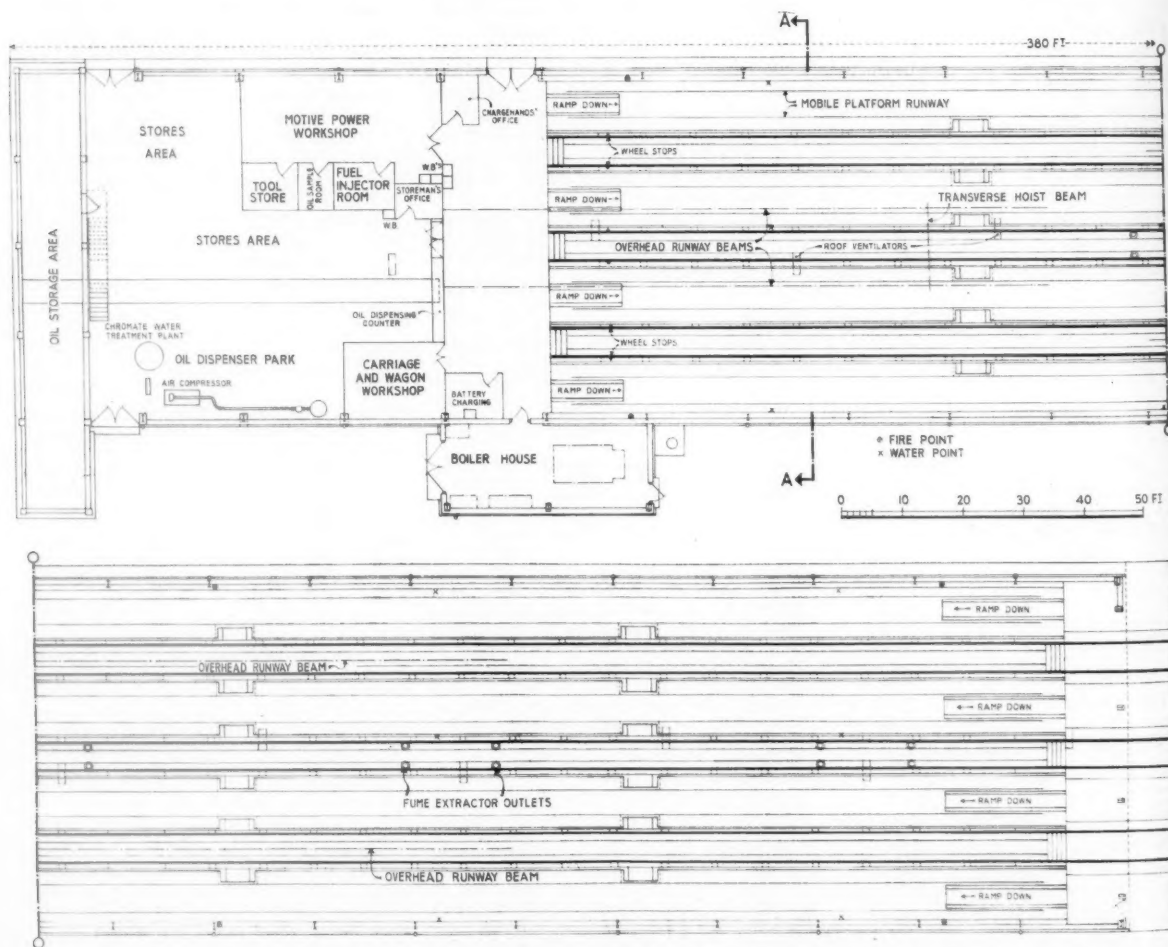 A
380 FT
RAMP DOWN→
CHARGEHANDS'
OFFICE
MOBILE PLATFORM RUNWAY
STORES
AREA
MOTIVE POWER
WORKSHOP
WHEEL STOPS
W.B'S
TOOL
STORE
OIL SAMPLE
ROOM
FUEL
INJECTOR
ROOM
STOREMAN'S
OFFICE
RAMP DOWN→
TRANSVERSE HOIST BEAM
W.B.
STORES AREA
OVERHEAD RUNWAY BEAMS
ROOF VENTILATORS
OIL STORAGE AREA
RAMP DOWN→
OIL DISPENSING
COUNTER
CHROMATE WATER
TREATMENT PLANT
OIL DISPENSER PARK
WHEEL STOPS
CARRIAGE
AND WAGON
WORKSHOP
AIR COMPRESSOR
BATTERY
CHARGING
RAMP DOWN→
FIRE POINT
× WATER POINT
BOILER HOUSE
A
0 10 20 30 40 50 FT
← RAMP DOWN
OVERHEAD RUNWAY BEAM
← RAMP DOWN
FUME EXTRACTOR OUTLETS
← RAMP DOWN
OVERHEAD RUNWAY BEAM
← RAMP DOWN